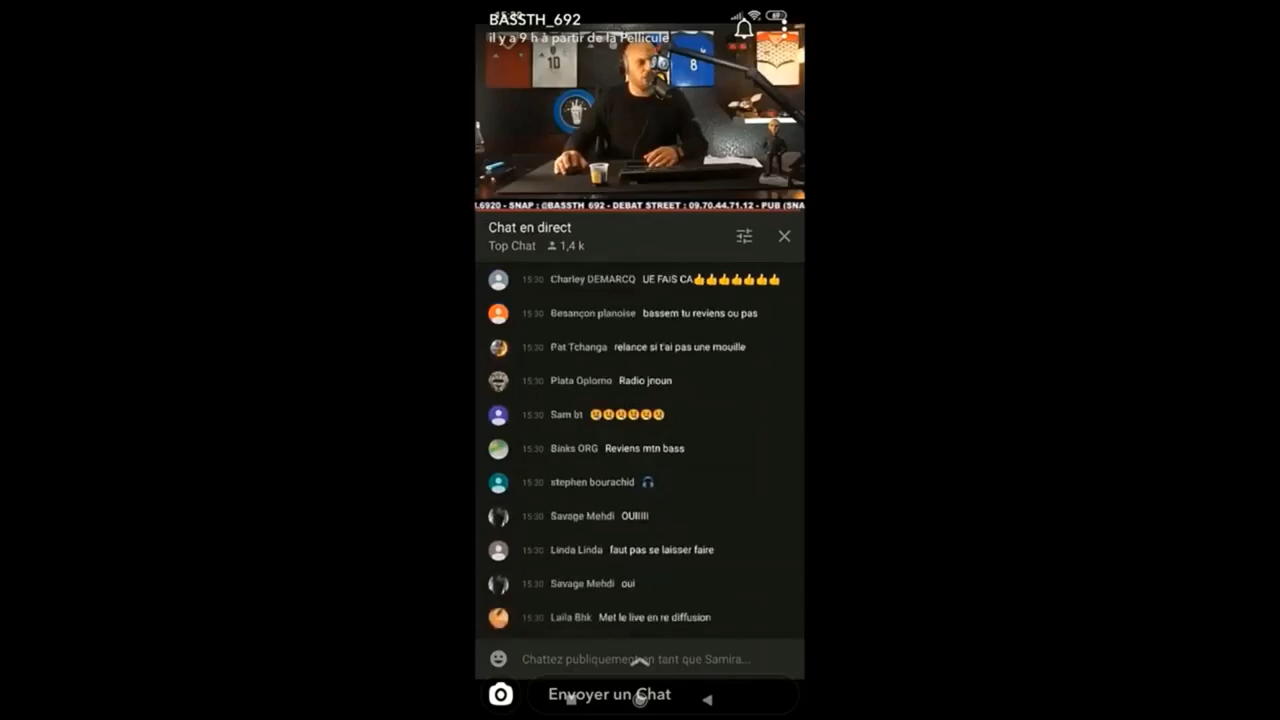 BASSTH_692
il y a 9 h à partir de la Pellicule
10
8
.6920 - SNAP : @BASSTH_692 - DEBAT STREET : 09.70.44.71.12 - PUB (SNA
Chat en direct
Top Chat 1,4 k
15:30 Charley DEMARCQ UE FAIS CA👍👍👍👍👍👍👍
15:30 Besançon planoise bassem tu reviens ou pas
15:30 Pat Tchanga relance si t'ai pas une mouille
15:30 Plata Oplomo Radio jnoun
15:30 Sam bt
15:30 Binks ORG Reviens mtn bass
15:30 stephen bourachid 🎧
15:30 Savage Mehdi OUIIIII
15:30 Linda Linda faut pas se laisser faire
15:30 Savage Mehdi oui
15:30 Laila Bhk Met le live en re diffusion
Chattez publiquement en tant que Samira...
Envoyer un Chat